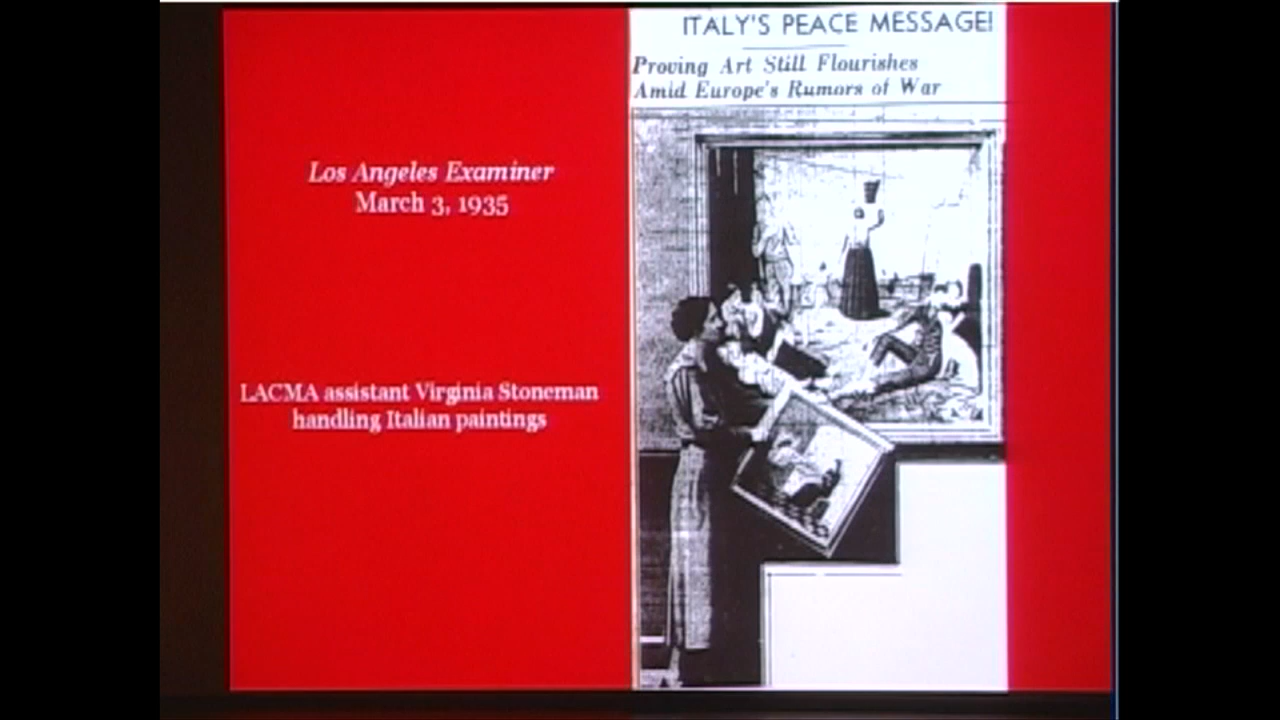 ITALY'S PEACE MESSAGE!
Proving Art Still Flourishes
Amid Europe's Rumors of War
Los Angeles Examiner
March 3, 1935
LACMA assistant Virginia Stoneman
handling Italian paintings